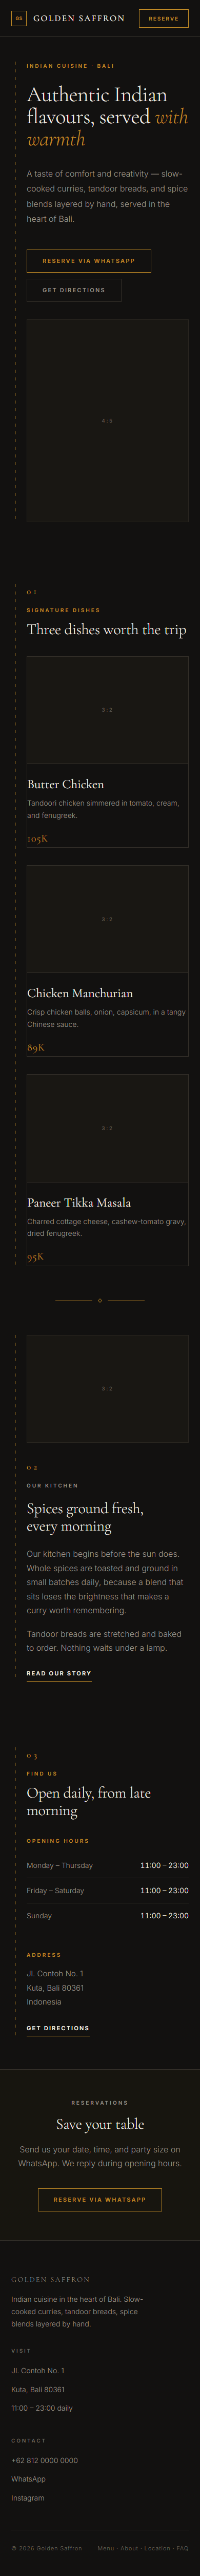 GS GOLDEN SAFFRON RESERVE
INDIAN CUISINE · BALI
Authentic Indian
flavours, served with
warmth
A taste of comfort and creativity — slow-
cooked curries, tandoor breads, and spice
blends layered by hand, served in the
heart of Bali.
RESERVE VIA WHATSAPP
GET DIRECTIONS
4:5
01
SIGNATURE DISHES
Three dishes worth the trip
3:2
Butter Chicken
Tandoori chicken simmered in tomato, cream,
and fenugreek.
105K
3:2
Chicken Manchurian
Crisp chicken balls, onion, capsicum, in a tangy
Chinese sauce.
89K
3:2
Paneer Tikka Masala
Charred cottage cheese, cashew-tomato gravy,
dried fenugreek.
95K
3:2
02
OUR KITCHEN
Spices ground fresh,
every morning
Our kitchen begins before the sun does.
Whole spices are toasted and ground in
small batches daily, because a blend that
sits loses the brightness that makes a
curry worth remembering.
Tandoor breads are stretched and baked
to order. Nothing waits under a lamp.
READ OUR STORY
03
FIND US
Open daily, from late
morning
OPENING HOURS
Monday – Thursday 11:00 – 23:00
Friday – Saturday 11:00 – 23:00
Sunday 11:00 – 23:00
ADDRESS
Jl. Contoh No. 1
Kuta, Bali 80361
Indonesia
GET DIRECTIONS
RESERVATIONS
Save your table
Send us your date, time, and party size on
WhatsApp. We reply during opening hours.
RESERVE VIA WHATSAPP
GOLDEN SAFFRON
Indian cuisine in the heart of Bali. Slow-
cooked curries, tandoor breads, spice
blends layered by hand.
VISIT
Jl. Contoh No. 1
Kuta, Bali 80361
11:00 – 23:00 daily
CONTACT
+62 812 0000 0000
WhatsApp
Instagram
© 2026 Golden Saffron Menu · About · Location · FAQ